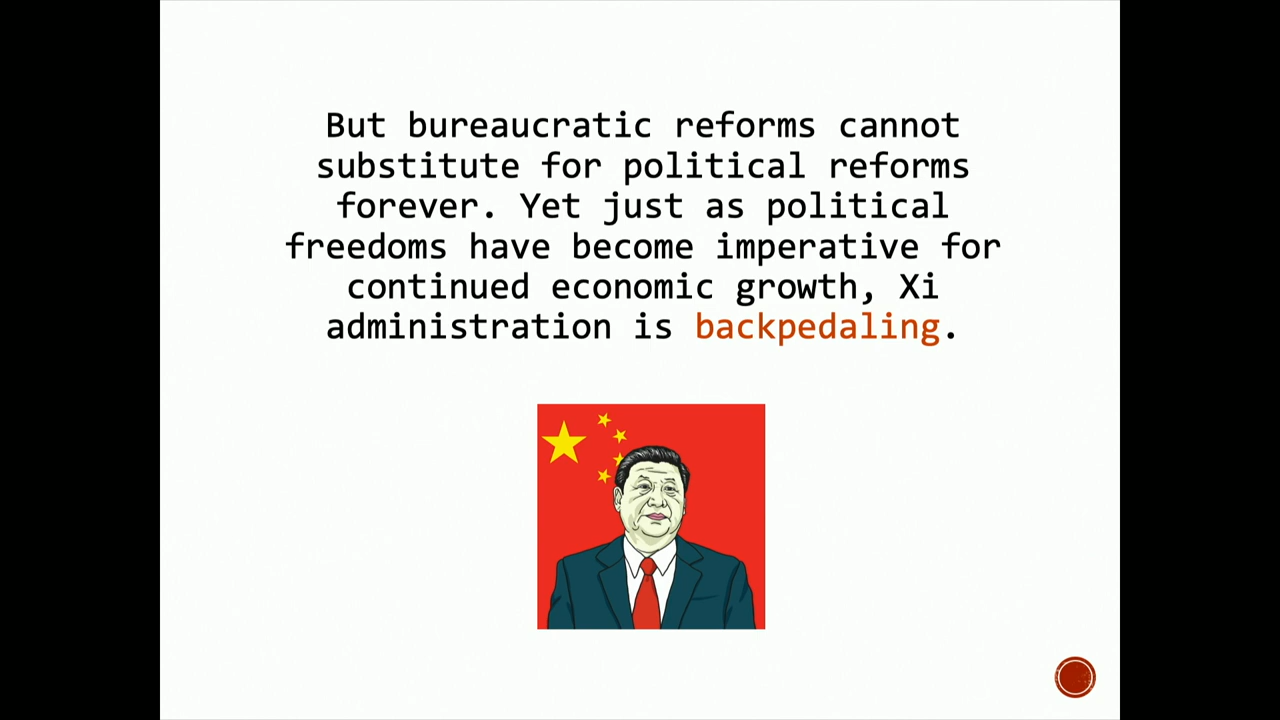 But bureaucratic reforms cannot
substitute for political reforms
forever. Yet just as political
freedoms have become imperative for
continued economic growth, Xi
administration is backpedaling.